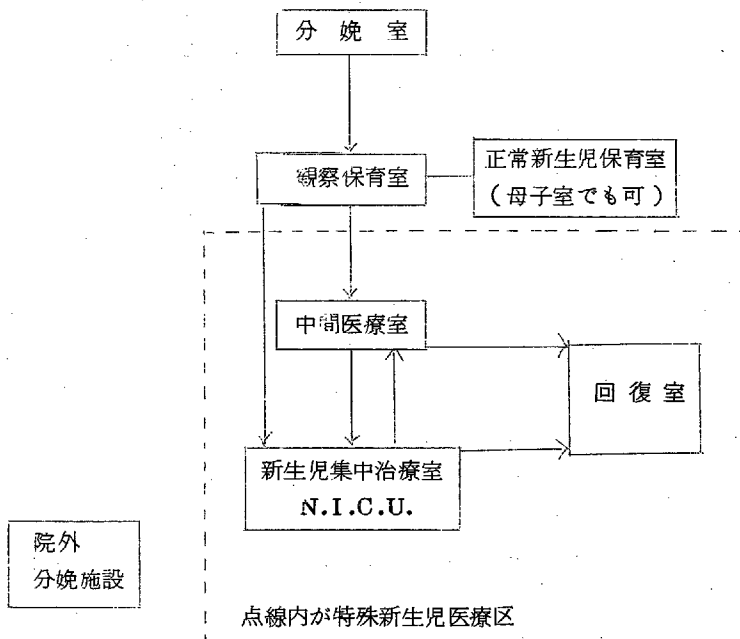 分娩室
観察保育室
正常新生児保育室
(母子室でも可)
中間医療室
回復室
新生児集中治療室
N.I.C.U.
院外
分娩施設
点線内が特殊新生児医療区